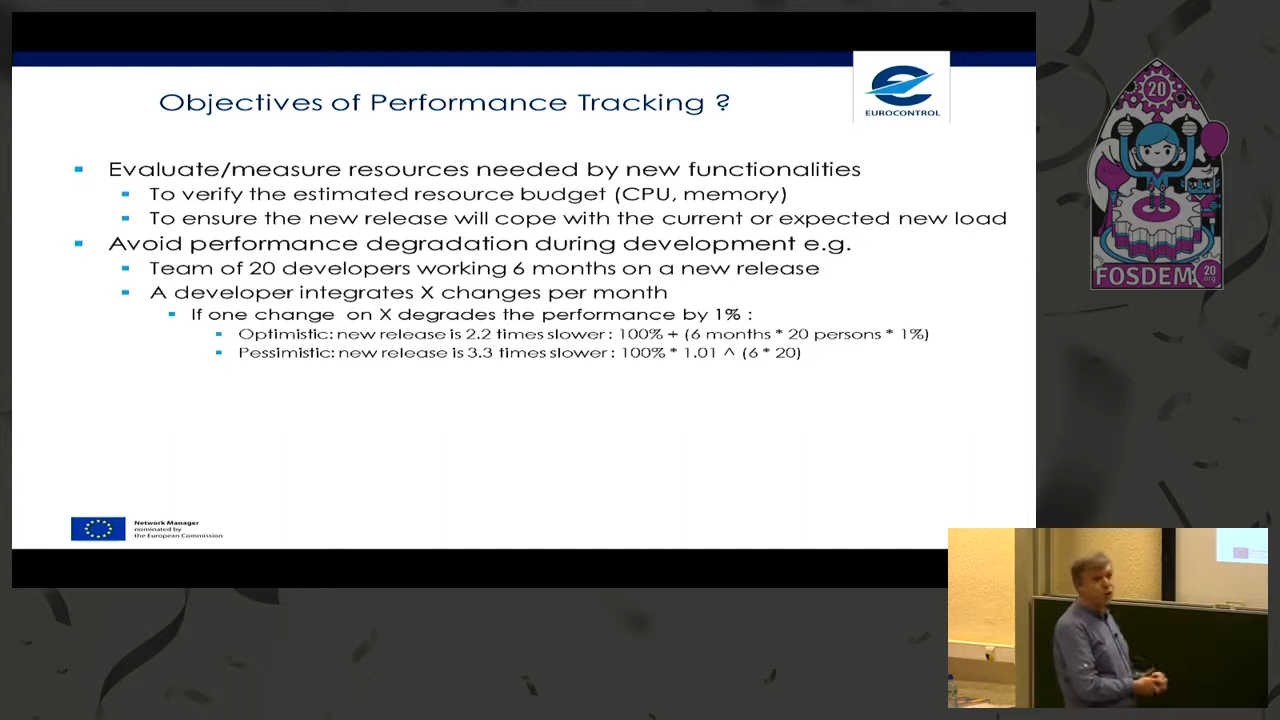 Objectives of Performance Tracking ?
EUROCONTROL
Evaluate/measure resources needed by new functionalities
To verify the estimated resource budget (CPU, memory)
To ensure the new release will cope with the current or expected new load
Avoid performance degradation during development e.g.
Team of 20 developers working 6 months on a new release
A developer integrates X changes per month
If one change on X degrades the performance by 1% :
Optimistic: new release is 2.2 times slower : 100% + (6 months * 20 persons * 1%)
Pessimistic: new release is 3.3 times slower : 100% * 1.01 ^ (6 * 20)
Network Manager
nominated by
the European Commission
20
FOSDEM
20
.org